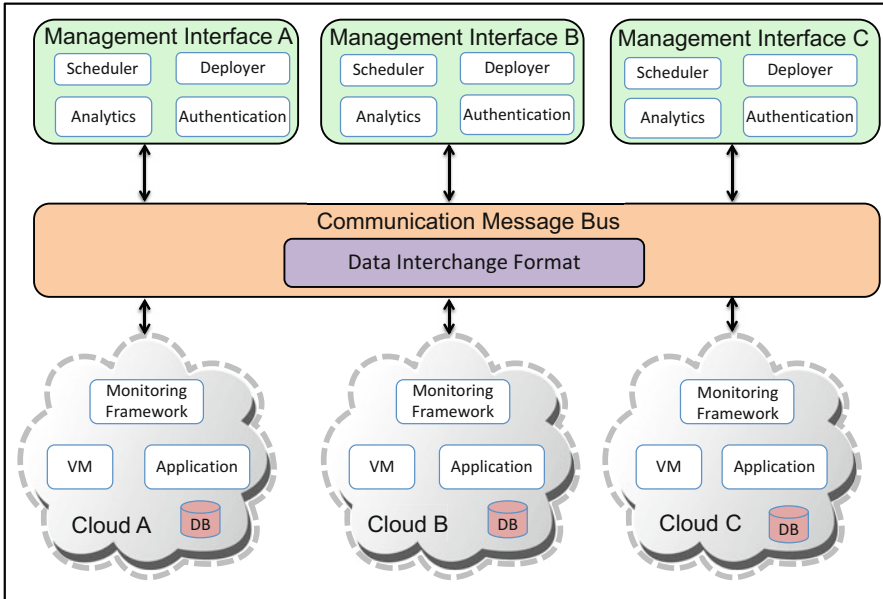 Management Interface A
Scheduler
Deployer
Analytics
Authentication
Management Interface B
Scheduler
Deployer
Analytics
Authentication
Management Interface C
Scheduler
Deployer
Analytics
Authentication
Communication Message Bus
Data Interchange Format
Monitoring
Framework
VM
Application
Cloud A
DB
Monitoring
Framework
VM
Application
Cloud B
DB
Monitoring
Framework
VM
Application
Cloud C
DB